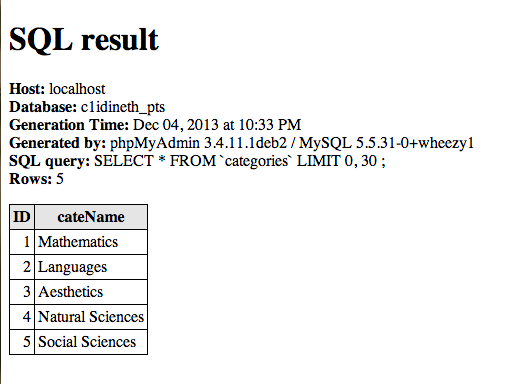 SQL result
Host: localhost
Database: c1idineth_pts
Generation Time: Dec 04, 2013 at 10:33 PM
Generated by: phpMyAdmin 3.4.11.1deb2 / MySQL 5.5.31-0+wheezy1
SQL query: SELECT * FROM `categories` LIMIT 0, 30 ;
Rows: 5
ID cateName
1 Mathematics
2 Languages
3 Aesthetics
4 Natural Sciences
5 Social Sciences